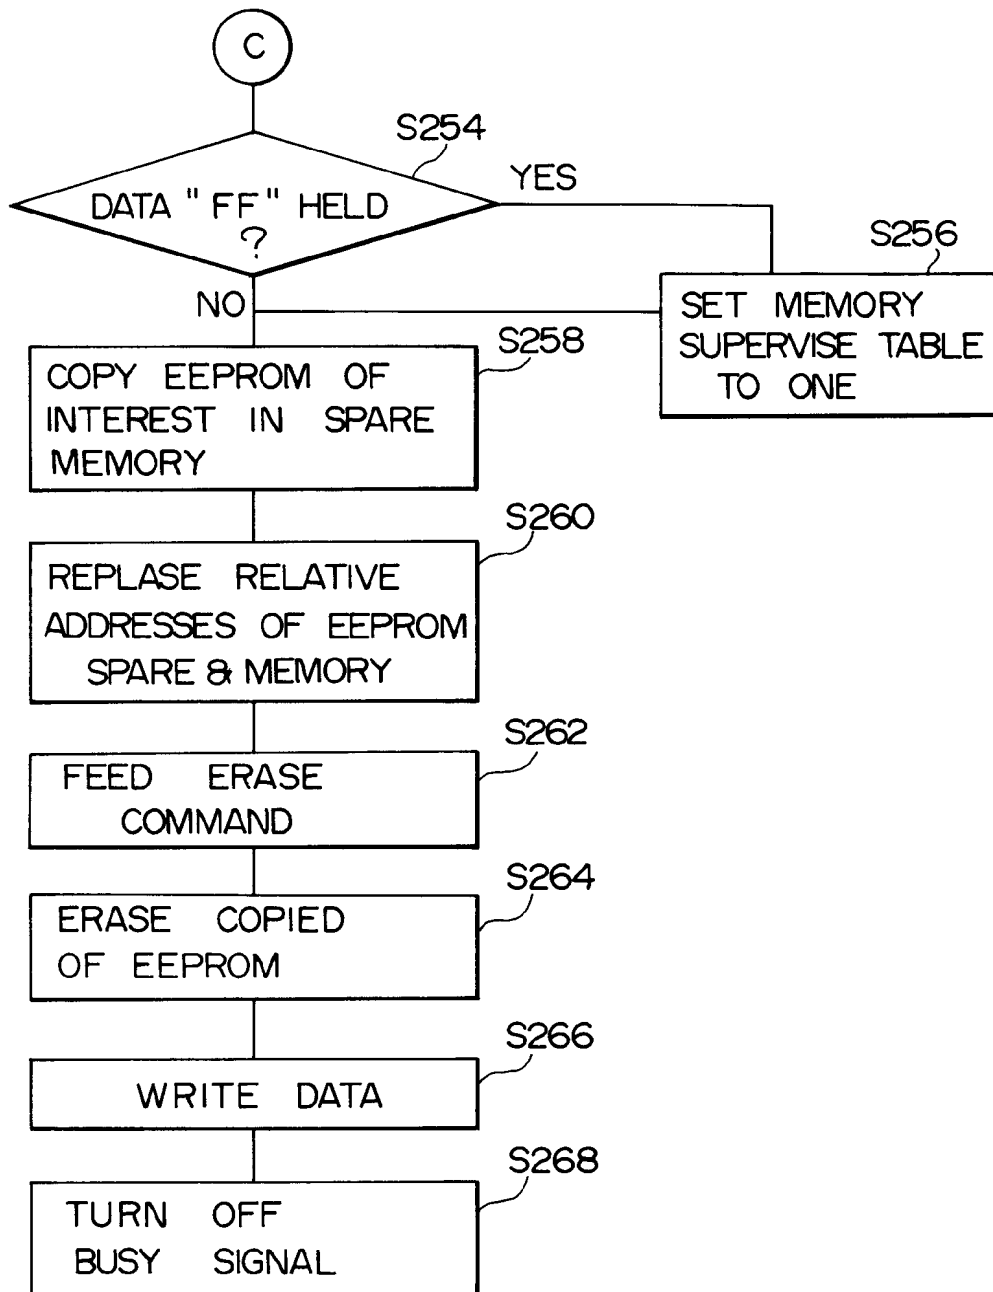 C
S254
DATA "FF" HELD
?
YES
NO
S256
SET MEMORY
SUPERVISE TABLE
TO ONE
S258
COPY EEPROM OF
INTEREST IN SPARE
MEMORY
S260
REPLASE RELATIVE
ADDRESSES OF EEPROM
SPARE & MEMORY
S262
FEED ERASE
COMMAND
S264
ERASE COPIED
OF EEPROM
S266
WRITE DATA
S268
TURN OFF
BUSY SIGNAL